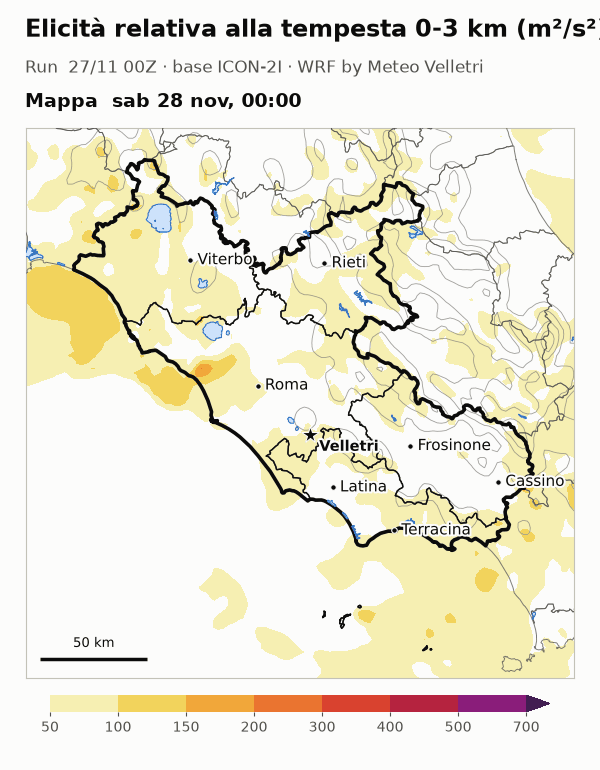 Elicità relativa alla tempesta 0-3 km (m²/s²)
Run 27/11 00Z · base ICON-2I · WRF by Meteo Velletri
Mappa sab 28 nov, 00:00
Viterbo
Rieti
Roma
Velletri
Frosinone
Cassino
Latina
Terracina
50 km
50 100 150 200 300 400 500 700